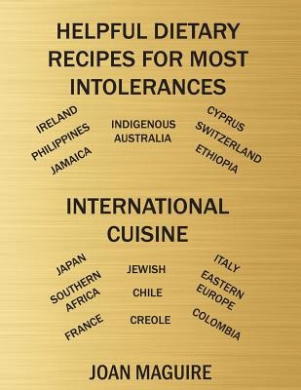 HELPFUL DIETARY
RECIPES FOR MOST
INTOLERANCES
IRELAND
PHILIPPINES
JAMAICA
INDIGENOUS
AUSTRALIA
CYPRUS
SWITZERLAND
ETHIOPIA
INTERNATIONAL
CUISINE
JAPAN
SOUTHERN
AFRICA
FRANCE
JEWISH
CHILE
CREOLE
ITALY
EASTERN
EUROPE
COLOMBIA
JOAN MAGUIRE